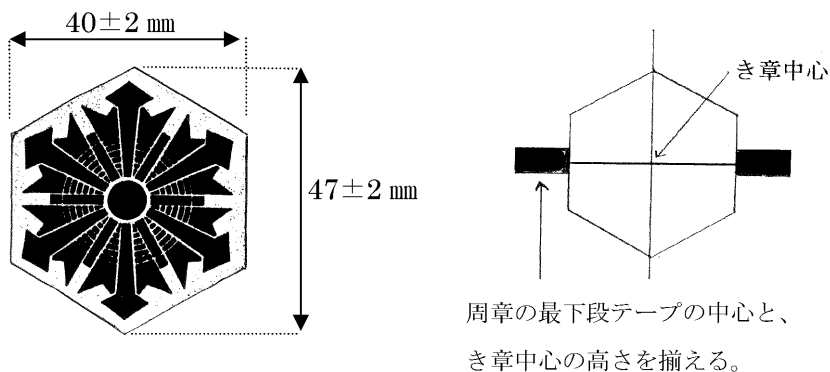 40±2 mm
47±2 mm
き章中心
周章の最下段テープの中心と、
き章中心の高さを揃える。